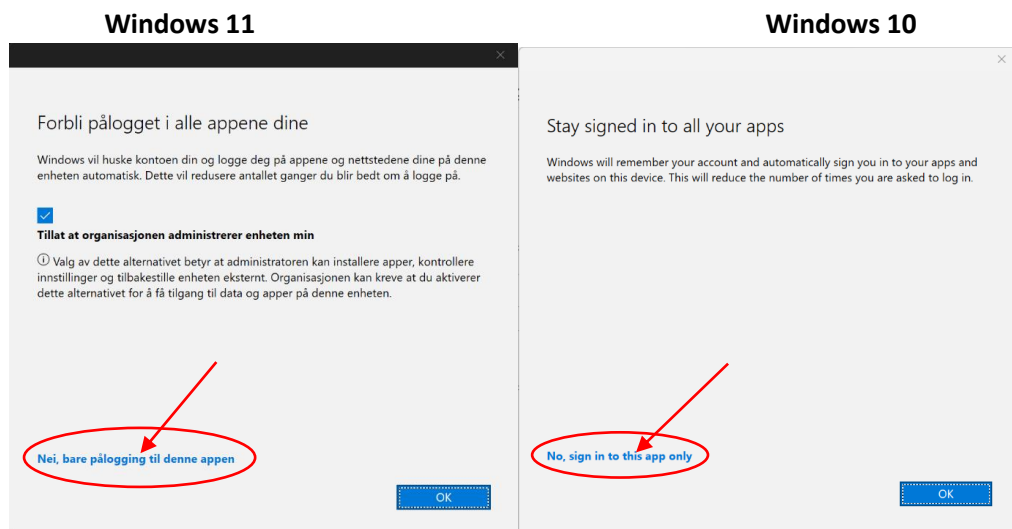 Windows 11
Forbli pålogget i alle appene dine
Windows vil huske kontoen din og logge deg på appene og nettstedene dine på denne
enheten automatisk. Dette vil redusere antallet ganger du blir bedt om å logge på.
Tillat at organisasjonen administrerer enheten min
Valg av dette alternativet betyr at administratoren kan installere apper, kontrollere
innstillinger og tilbakestille enheten eksternt. Organisasjonen kan kreve at du aktiverer
dette alternativet for å få tilgang til data og apper på denne enheten.
Nei, bare pålogging til denne appen
OK
Windows 10
Stay signed in to all your apps
Windows will remember your account and automatically sign you in to your apps and
websites on this device. This will reduce the number of times you are asked to log in.
No, sign in to this app only
OK